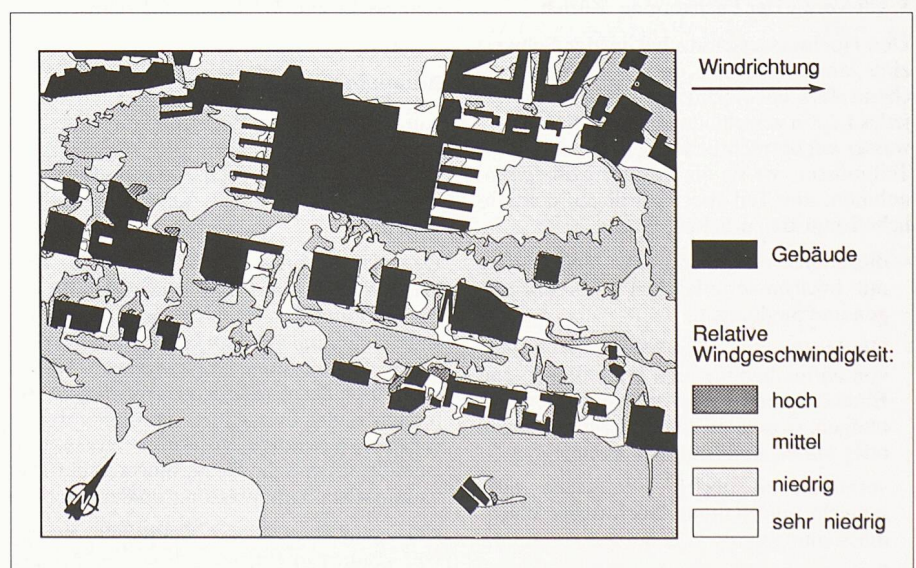 Windrichtung
Gebäude
Relative
Windgeschwindigkeit:
hoch
mittel
niedrig
sehr niedrig